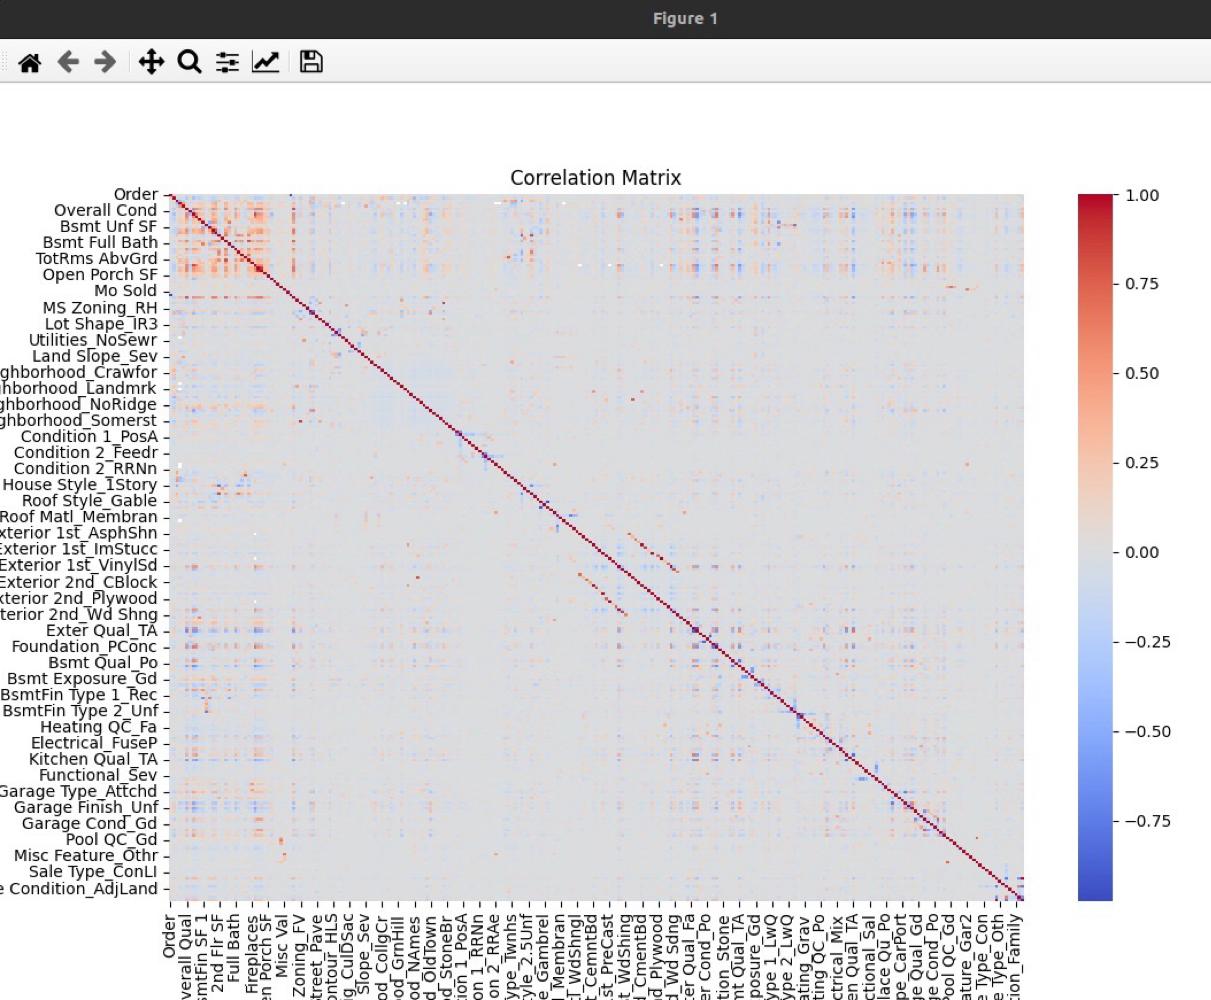 Figure 1
Correlation Matrix
Order
Overall Cond
Bsmt Unf SF
Bsmt Full Bath
TotRms AbvGrd
Open Porch SF
Mo Sold
MS Zoning_RH
Lot Shape_IR3
Utilities_NoSewr
Land Slope_Sev
ghborhood_Crawfor
hborhood_Landmrk
ghborhood_NoRidge
ghborhood_Somerst
Condition 1_PosA
Condition 2_Feedr
Condition 2_RRNn
House Style_1Story
Roof Style_Gable
Roof Matl_Membran
xterior 1st_AsphShn
Exterior 1st_ImStucc
Exterior 1st_VinylSd
Exterior 2nd_CBlock
xterior 2nd_Plywood
terior 2nd_Wd Shng
Exter Qual_TA
Foundation_PConc
Bsmt Qual_Po
Bsmt Exposure_Gd
BsmtFin Type 1_Rec
BsmtFin Type 2_Unf
Heating QC_Fa
Electrical_FuseP
Kitchen Qual_TA
Functional_Sev
Garage Type_Attchd
Garage Finish_Unf
Garage Cond_Gd
Pool QC_Gd
Misc Feature_Othr
Sale Type_ConLI
e Condition_AdjLand
Order
verall Qual
smtFin SF 1
2nd Flr SF
Full Bath
Fireplaces
en Porch SF
Misc Val
Zoning_FV
treet_Pave
ontour_HLS
ig_CulDSac
Slope_Sev
od_CollgCr
od_GrnHill
od_NAmes
d_OldTown
d_StoneBr
ion 1_PosA
on 1_RRNn
on 2_RRAe
ype_Twnhs
yle_2.5Unf
e_Gambrel
l_Membran
l_WdShngl
t_CemntBd
st_PreCast
t_WdShing
d_CmentBd
nd_Plywood
_Wd Sdng
ter Qual_Fa
er Cond_Po
tion_Stone
mt Qual_TA
posure_Gd
ype 1_LwQ
ype 2_LwQ
ating_Grav
ting QC_Po
ctrical_Mix
en Qual_TA
ctional_Sal
lace Qu_Po
pe_CarPort
ge Qual_Gd
ge Cond_Po
Pool QC_Gd
ature_Gar2
e Type_Con
Type_Oth
ion_Family
1.00
0.75
0.50
0.25
0.00
−0.25
−0.50
−0.75